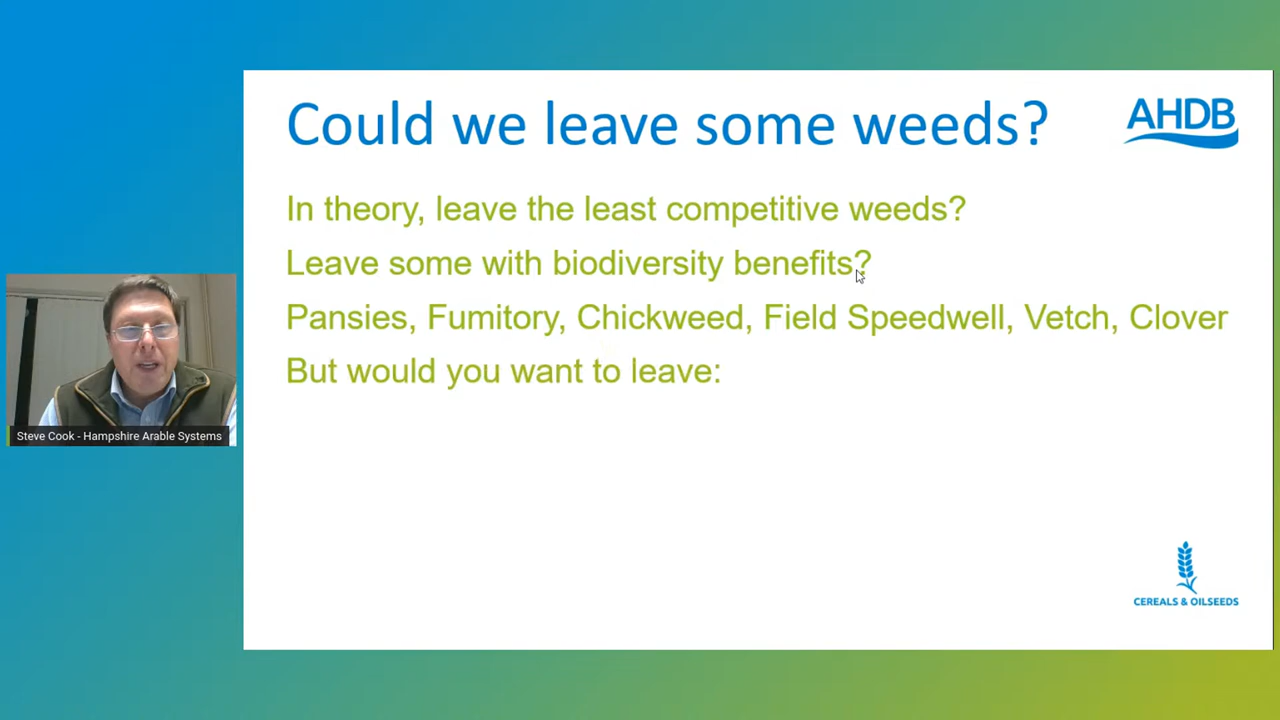 Could we leave some weeds?
AHDB
In theory, leave the least competitive weeds?
Leave some with biodiversity benefits?
Pansies, Fumitory, Chickweed, Field Speedwell, Vetch, Clover
But would you want to leave:
Steve Cook - Hampshire Arable Systems
CEREALS & OILSEEDS